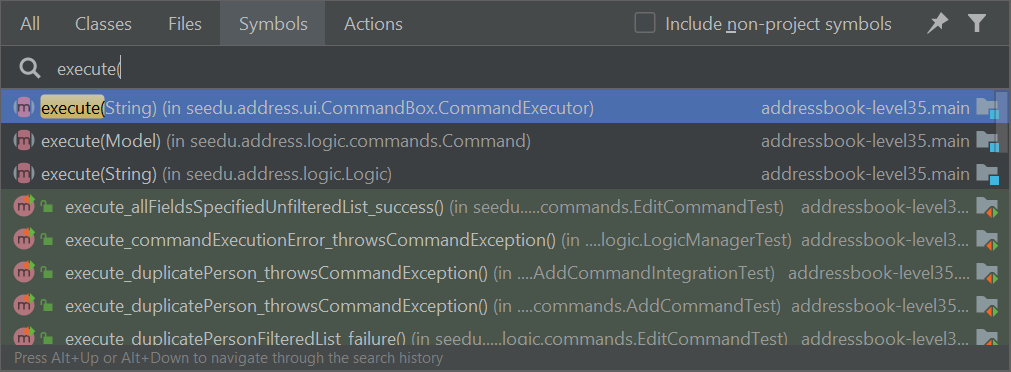 All Classes Files Symbols Actions Include non-project symbols
execute(
execute(String) (in seedu.address.ui.CommandBox.CommandExecutor) addressbook-level35.main
execute(Model) (in seedu.address.logic.commands.Command) addressbook-level35.main
execute(String) (in seedu.address.logic.Logic) addressbook-level35.main
execute_allFieldsSpecifiedUnfilteredList_success() (in seedu.....commands.EditCommandTest) addressbook-level3...
execute_commandExecutionError_throwsCommandException() (in ....logic.LogicManagerTest) addressbook-level3...
execute_duplicatePerson_throwsCommandException() (in ....AddCommandIntegrationTest) addressbook-level35....
execute_duplicatePerson_throwsCommandException() (in ....commands.AddCommandTest) addressbook-level3...
execute_duplicatePersonFilteredList_failure() (in seedu....logic.commands.EditCommandTest) addressbook-level3...
Press Alt+Up or Alt+Down to navigate through the search history